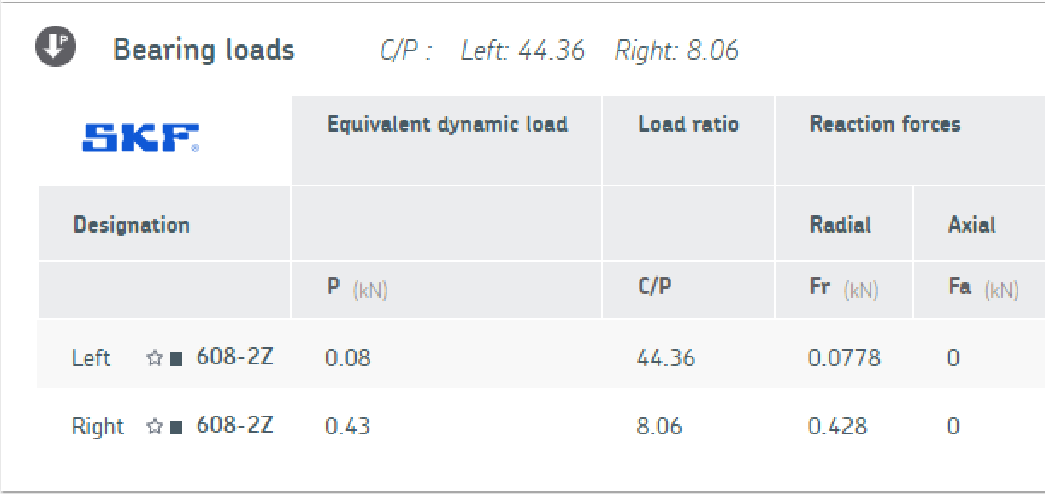 P
Bearing loads C/P : Left: 44.36 Right: 8.06
SKF® Equivalent dynamic load Load ratio Reaction forces
Designation Radial Axial
P (kN) C/P Fr (kN) Fa (kN)
Left ☆ ■ 608-2Z 0.08 44.36 0.0778 0
Right ☆ ■ 608-2Z 0.43 8.06 0.428 0